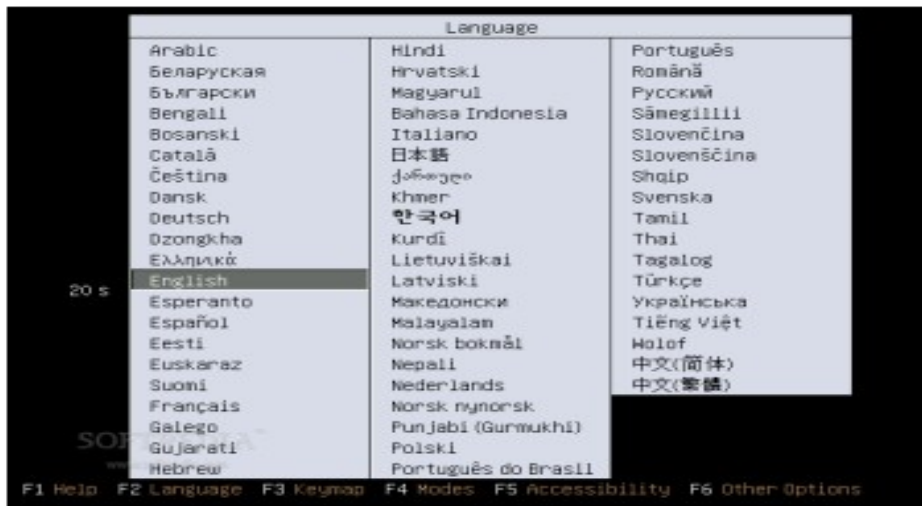 Language
Arabic
Беларуская
Български
Bengali
Bosanski
Català
Čeština
Dansk
Deutsch
Dzongkha
Ελληνικά
English
Esperanto
Español
Eesti
Euskaraz
Suomi
Français
Galego
Gujarati
Hebrew
Hindi
Hrvatski
Magyarul
Bahasa Indonesia
Italiano
日本語
ქართული
Khmer
한국어
Kurdî
Lietuviškai
Latviski
Македонски
Malayalam
Norsk bokmål
Nepali
Nederlands
Norsk nynorsk
Punjabi (Gurmukhi)
Polski
Português do Brasil
Português
Română
Русский
Sámegillii
Slovenčina
Slovenščina
Shqip
Svenska
Tamil
Thai
Tagalog
Türkçe
Українська
Tiếng Việt
Wolof
中文(简体)
中文(繁體)
20 s
F1 Help F2 Language F3 Keymap F4 Modes F5 Accessibility F6 Other Options